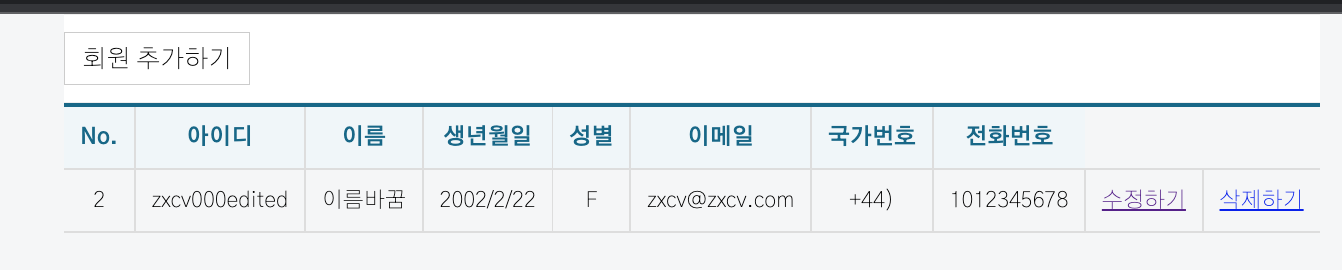 회원 추가하기
No. 아이디 이름 생년월일 성별 이메일 국가번호 전화번호
2 zxcv000edited 이름바꿈 2002/2/22 F zxcv@zxcv.com +44) 1012345678 수정하기 삭제하기